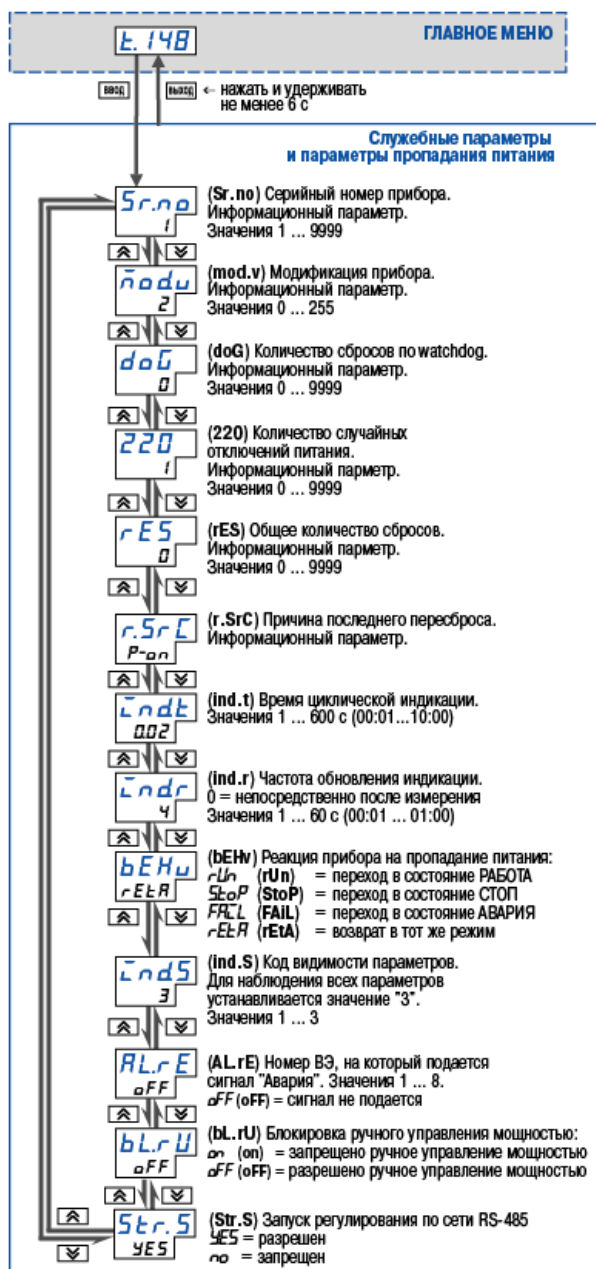 t.148
ГЛАВНОЕ МЕНЮ
ввод
выход
← нажать и удерживать
не менее 6 с
Служебные параметры
и параметры пропадания питания
Sr.no
1
(Sr.no) Серийный номер прибора.
Информационный параметр.
Значения 1 ... 9999
modv
2
(mod.v) Модификация прибора.
Информационный параметр.
Значения 0 ... 255
doG
0
(doG) Количество сбросов по watchdog.
Информационный параметр.
Значения 0 ... 9999
220
1
(220) Количество случайных
отключений питания.
Информационный парметр.
Значения 0 ... 9999
rES
0
(rES) Общее количество сбросов.
Информационный парметр.
Значения 0 ... 9999
r.SrC
P-on
(r.SrC) Причина последнего пересброса.
Информационный параметр.
indt
0.02
(ind.t) Время циклической индикации.
Значения 1 ... 600 с (00:01...10:00)
indr
4
(ind.r) Частота обновления индикации.
0 = непосредственно после измерения
Значения 1 ... 60 с (00:01 ... 01:00)
bEHv
rEtA
(bEHv) Реакция прибора на пропадание питания:
rUn (rUn) = переход в состояние РАБОТА
StoP (StoP) = переход в состояние СТОП
FAiL (FAiL) = переход в состояние АВАРИЯ
rEtA (rEtA) = возврат в тот же режим
indS
3
(ind.S) Код видимости параметров.
Для наблюдения всех параметров
устанавливается значение "3".
Значения 1 ... 3
AL.rE
oFF
(AL.rE) Номер ВЭ, на который подается
сигнал "Авария". Значения 1 ... 8.
oFF (oFF) = сигнал не подается
bL.rU
oFF
(bL.rU) Блокировка ручного управления мощностью:
on (on) = запрещено ручное управление мощностью
oFF (oFF) = разрешено ручное управление мощностью
Str.S
YES
(Str.S) Запуск регулирования по сети RS-485
YES = разрешен
no = запрещен